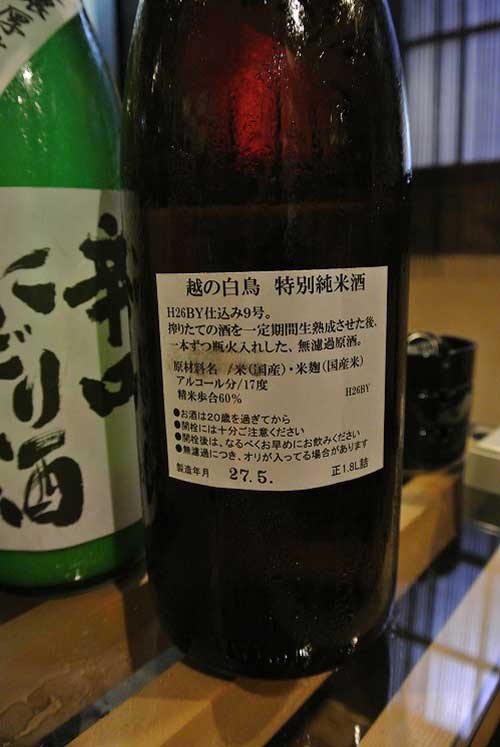 濃厚
辛口
にごり酒
越の白鳥 特別純米酒
H26BY仕込み9号。
搾りたての酒を一定期間生熟成させた後、
一本ずつ瓶火入れした、無濾過原酒。
原材料名/米(国産)・米麹(国産米)
アルコール分/17度
精米歩合60%
H26BY
●お酒は20歳を過ぎてから
●開栓には十分ご注意ください
●開栓後は、なるべくお早めにお飲みください
●無濾過につき、オリが入ってる場合があります
製造年月 27.5. 正1.8L詰